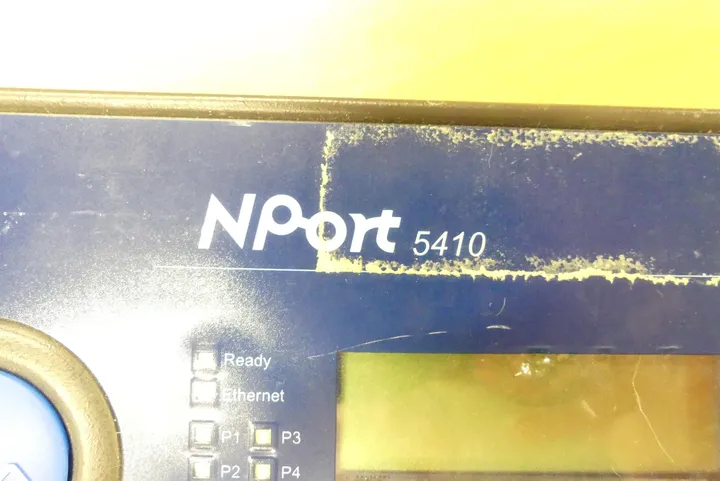 NPort 5410
Ready
Ethernet
P1 P3
P2 P4